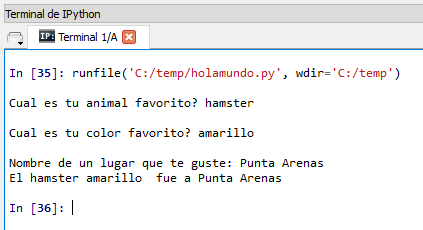 Terminal de IPython
IP: Terminal 1/A
In [35]: runfile('C:/temp/holamundo.py', wdir='C:/temp')
Cual es tu animal favorito? hamster
Cual es tu color favorito? amarillo
Nombre de un lugar que te guste: Punta Arenas
El hamster amarillo  fue a Punta Arenas
In [36]: